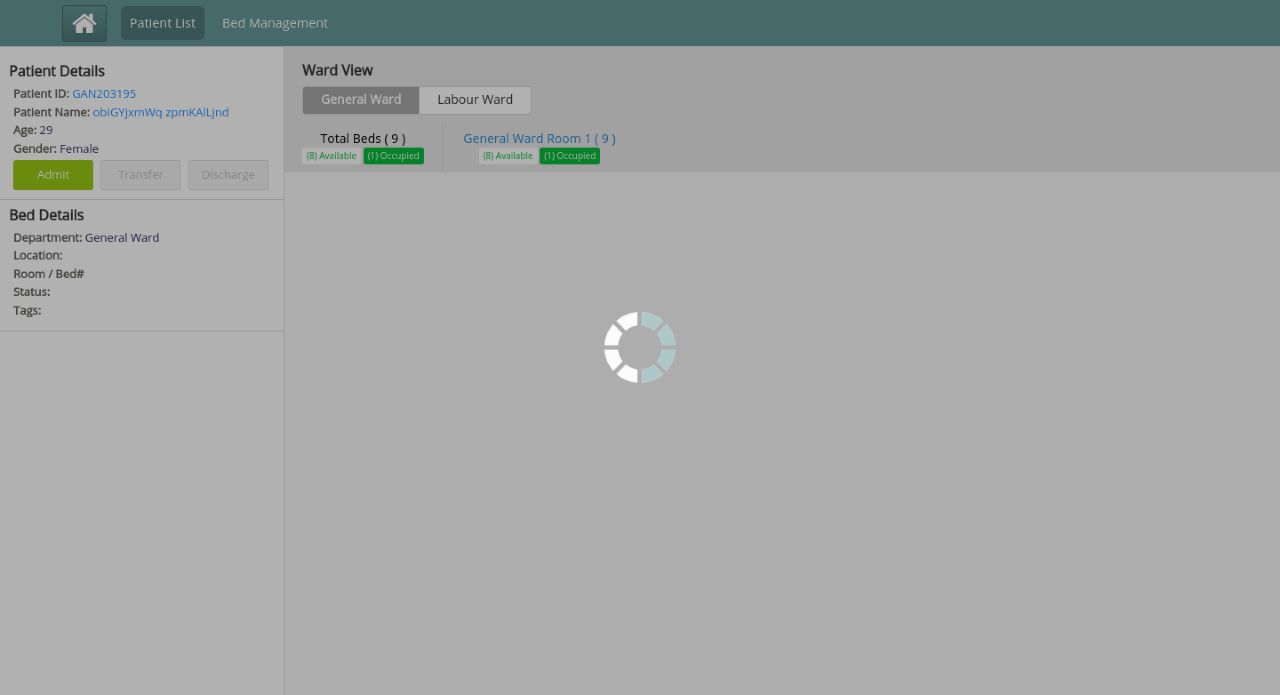 Patient List Bed Management
Patient Details
Patient ID: GAN203195
Patient Name: obiGYjxmWq zpmKAlLjnd
Age: 29
Gender: Female
Admit Transfer Discharge
Bed Details
Department: General Ward
Location:
Room / Bed#
Status:
Tags:
Ward View
General Ward Labour Ward
Total Beds ( 9 ) General Ward Room 1 ( 9 )
(8) Available (1) Occupied (8) Available (1) Occupied